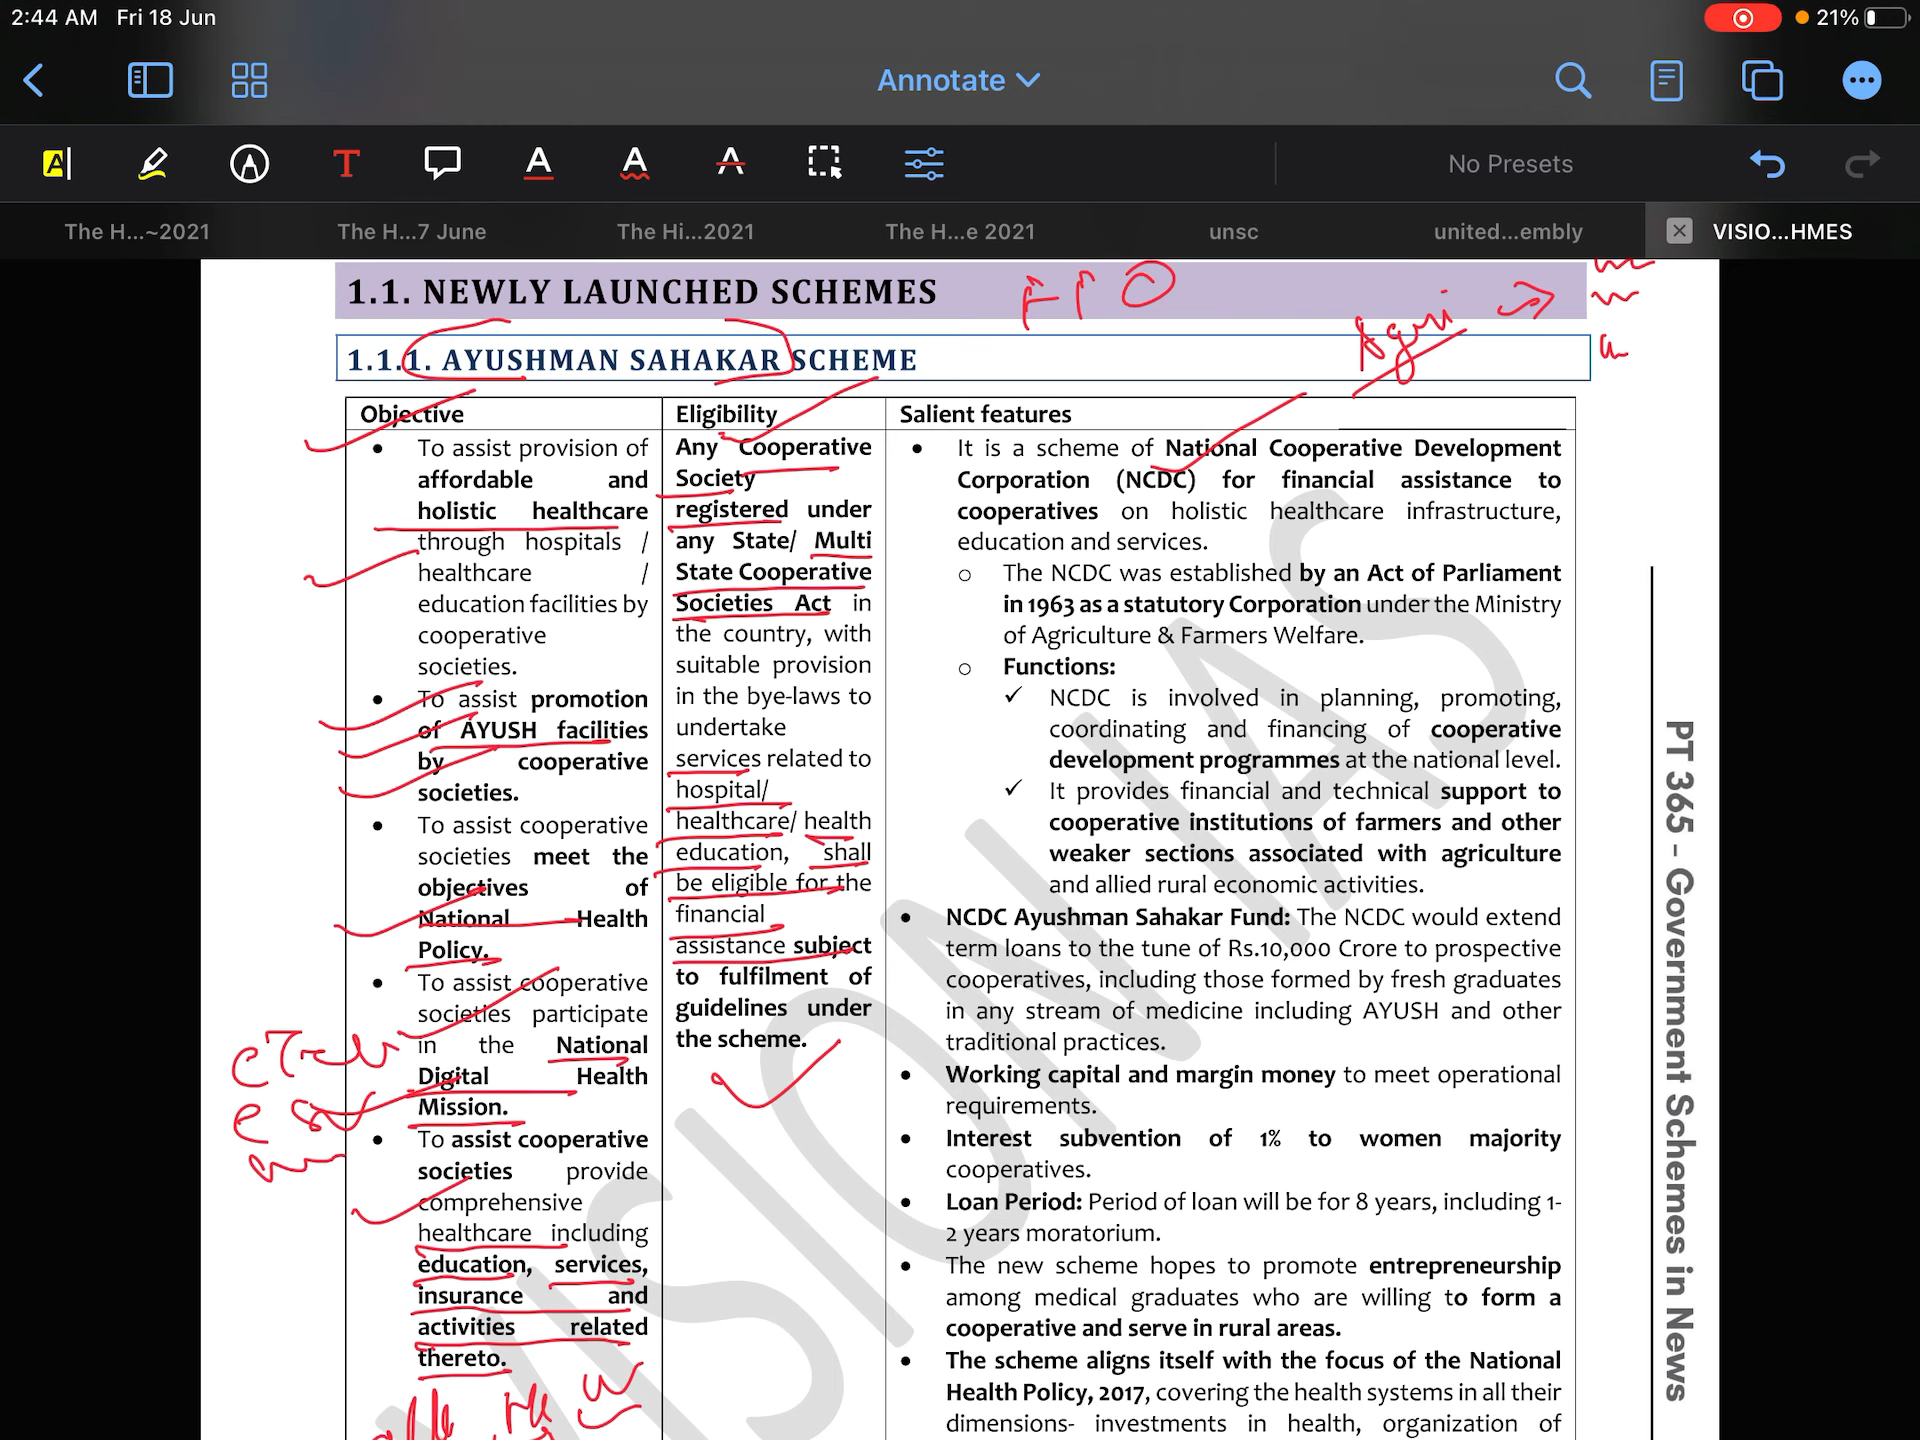 2:44 AM Fri 18 Jun
21%
Annotate
A
T
A
A
A
No Presets
The H...~2021
The H...7 June
The Hi...2021
The H...e 2021
unsc
united...embly
VISIO...HMES
1.1. NEWLY LAUNCHED SCHEMES
Agri
1.1.1. AYUSHMAN SAHAKAR SCHEME
Objective
To assist provision of
affordable and
holistic healthcare
through hospitals /
healthcare /
education facilities by
cooperative
societies.
To assist promotion
of AYUSH facilities
by cooperative
societies.
To assist cooperative
societies meet the
objectives of
National Health
Policy.
To assist cooperative
societies participate
in the National
Digital Health
Mission.
To assist cooperative
societies provide
comprehensive
healthcare including
education, services,
insurance and
activities related
thereto.
Eligibility
Any Cooperative
Society
registered under
any State/ Multi
State Cooperative
Societies Act in
the country, with
suitable provision
in the bye-laws to
undertake
services related to
hospital/
healthcare/ health
education, shall
be eligible for the
financial
assistance subject
to fulfilment of
guidelines under
the scheme.
Salient features
It is a scheme of National Cooperative Development
Corporation (NCDC) for financial assistance to
cooperatives on holistic healthcare infrastructure,
education and services.
The NCDC was established by an Act of Parliament
in 1963 as a statutory Corporation under the Ministry
of Agriculture & Farmers Welfare.
Functions:
NCDC is involved in planning, promoting,
coordinating and financing of cooperative
development programmes at the national level.
It provides financial and technical support to
cooperative institutions of farmers and other
weaker sections associated with agriculture
and allied rural economic activities.
NCDC Ayushman Sahakar Fund: The NCDC would extend
term loans to the tune of Rs.10,000 Crore to prospective
cooperatives, including those formed by fresh graduates
in any stream of medicine including AYUSH and other
traditional practices.
Working capital and margin money to meet operational
requirements.
Interest subvention of 1% to women majority
cooperatives.
Loan Period: Period of loan will be for 8 years, including 1-
2 years moratorium.
The new scheme hopes to promote entrepreneurship
among medical graduates who are willing to form a
cooperative and serve in rural areas.
The scheme aligns itself with the focus of the National
Health Policy, 2017, covering the health systems in all their
dimensions- investments in health, organization of
PT 365 - Government Schemes in News
VISION IAS